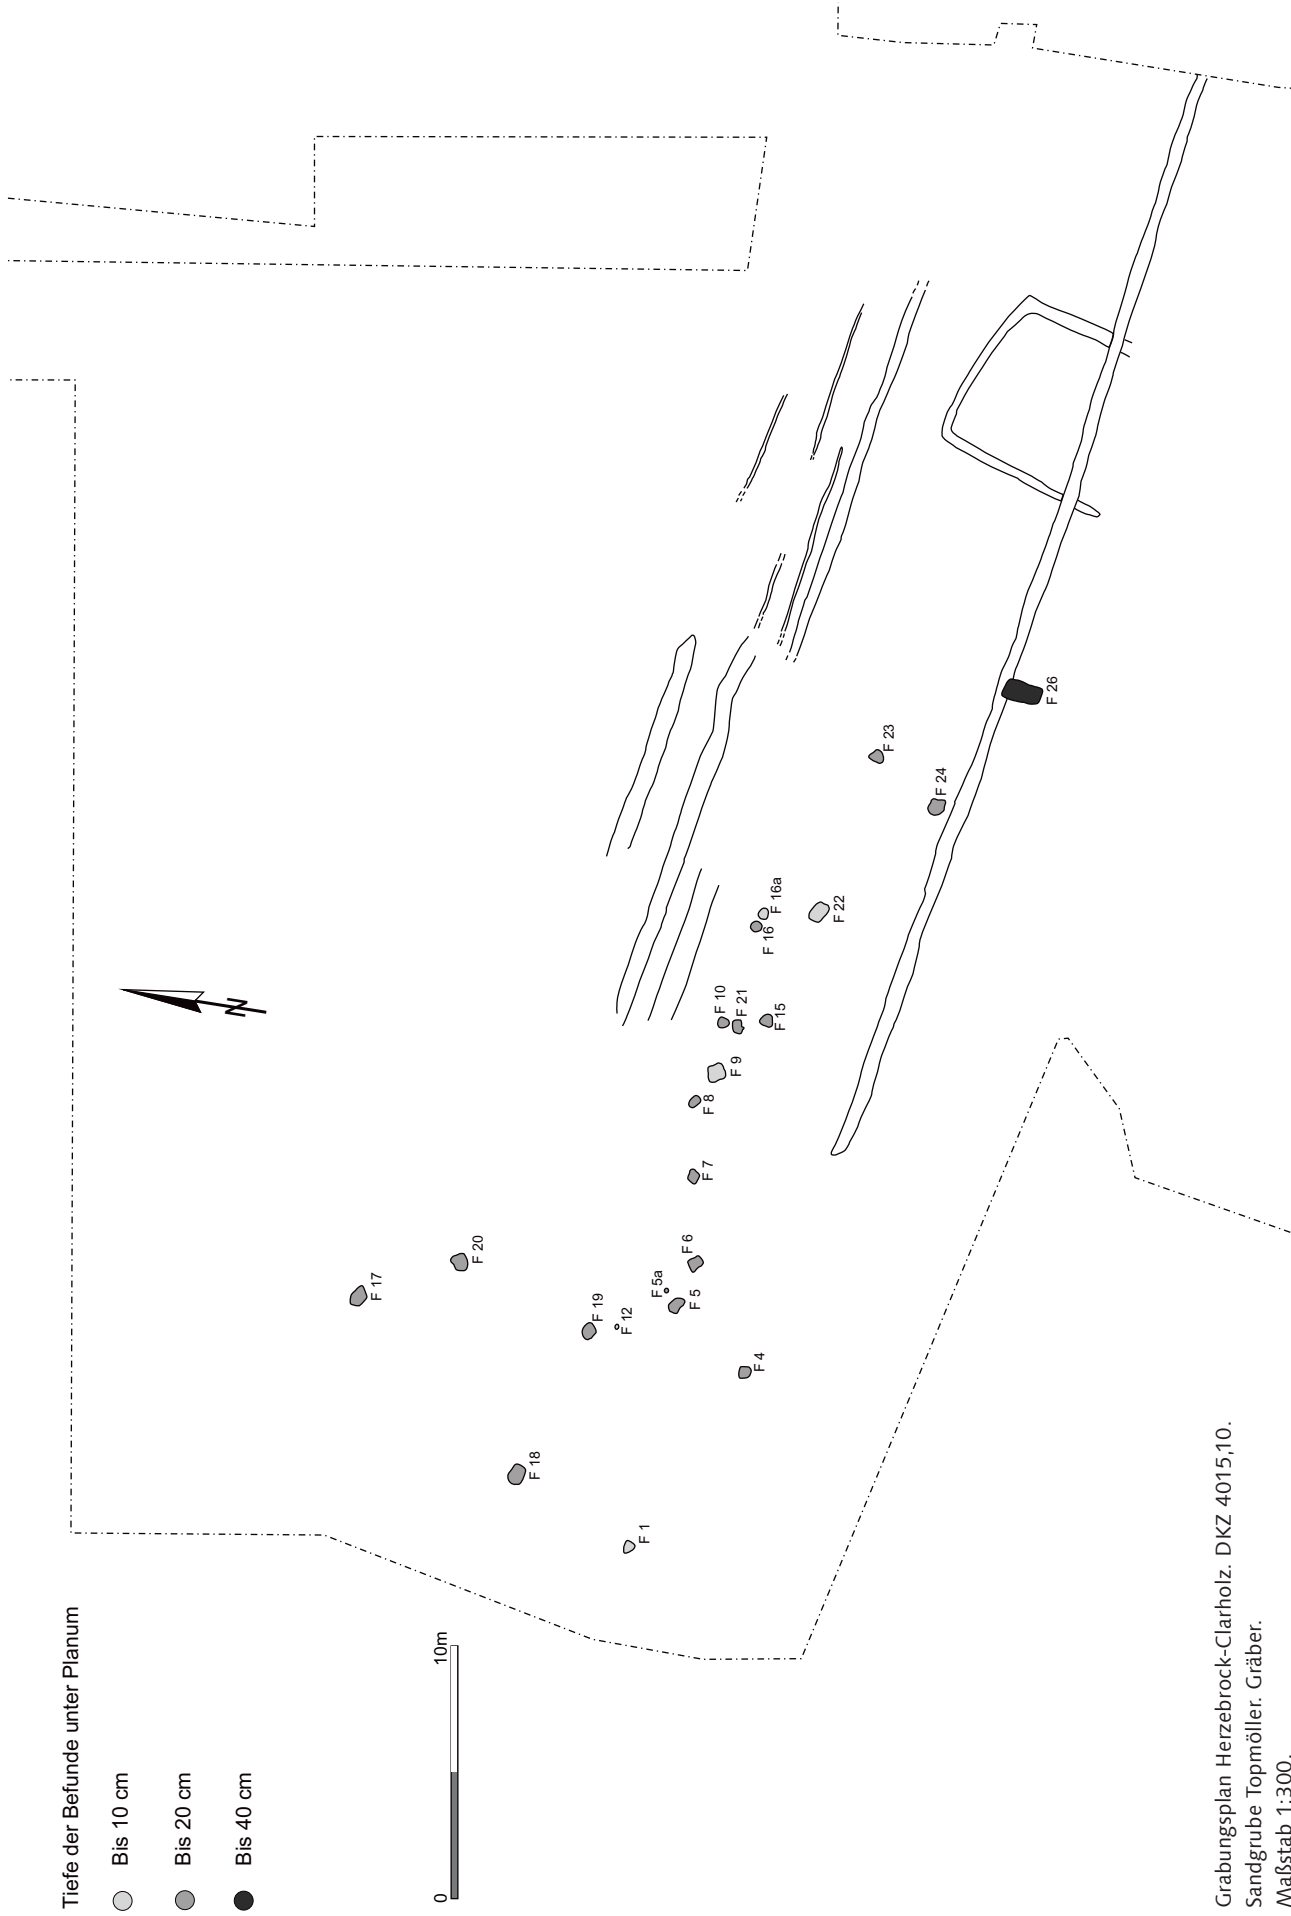 Tiefe der Befunde unter Planum
Bis 10 cm
Bis 20 cm
Bis 40 cm
0
10m
N
F 17
F 20
F 18
F 19
F 12
F 1
F 5a
F 5
F 6
F 4
F 7
F 8
F 9
F 10
F 21
F 15
F 16
F 16a
F 22
F 23
F 24
F 26
Grabungsplan Herzebrock-Clarholz. DKZ 4015,10.
Sandgrube Topmöller. Gräber.
Maßstab 1:300.